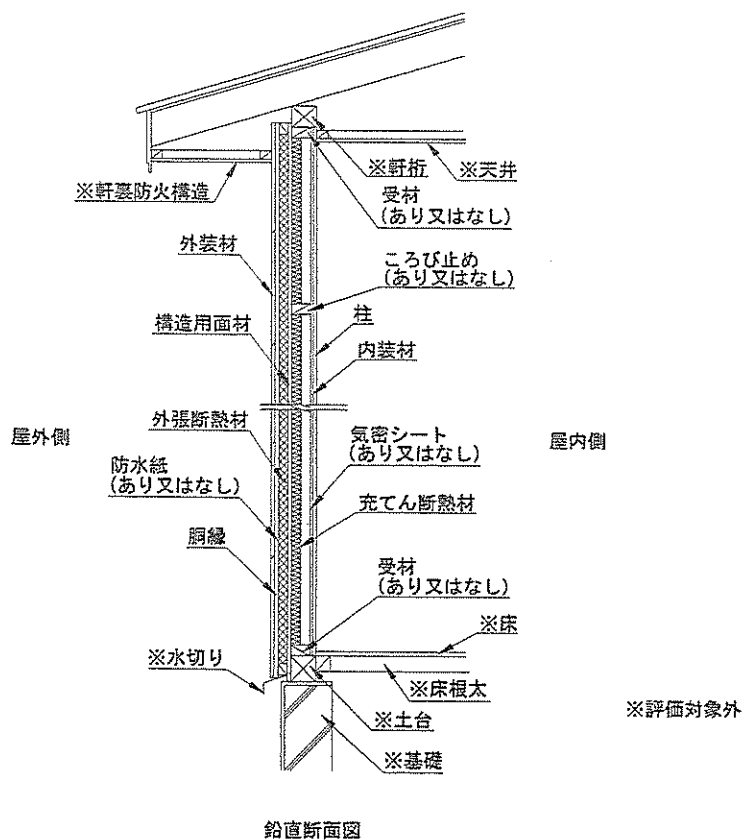 ※軒裏防火構造
外装材
構造用面材
外張断熱材
防水紙
(あり又はなし)
胴縁
※水切り
屋外側
※軒桁
※天井
受材
(あり又はなし)
ころび止め
(あり又はなし)
柱
内装材
気密シート
(あり又はなし)
充てん断熱材
受材
(あり又はなし)
※床
※床根太
※土台
※基礎
屋内側
※評価対象外
鉛直断面図